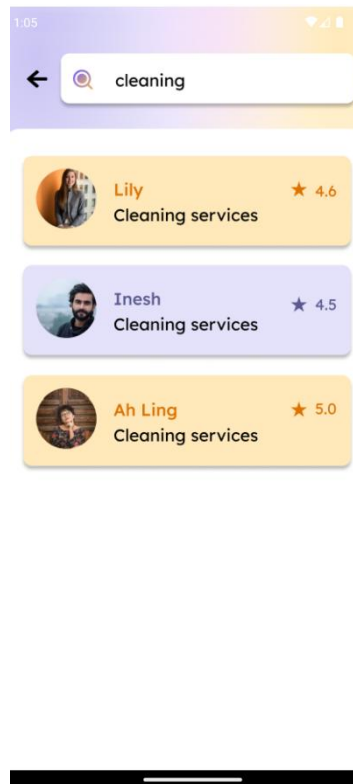 1:05
cleaning
Lily
★ 4.6
Cleaning services
Inesh
★ 4.5
Cleaning services
Ah Ling
★ 5.0
Cleaning services